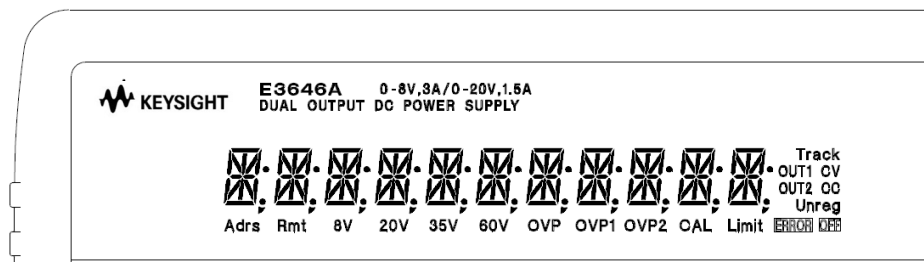 KEYSIGHT
E3646A 0-8V,3A/0-20V,1.5A
DUAL OUTPUT DC POWER SUPPLY
Track
OUT1 CV
OUT2 CC
Unreg
Adrs Rmt 8V 20V 35V 60V OVP OVP1 OVP2 CAL Limit ERROR OFF